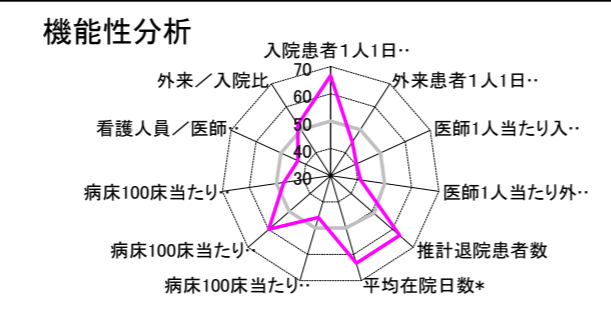 機能性分析
入院患者1人1日‥
外来患者1人1日‥
医師1人当たり入‥
医師1人当たり外‥
推計退院患者数
平均在院日数*
病床100床当たり‥
病床100床当たり‥
病床100床当たり‥
看護人員／医師‥
外来／入院比
70
60
50
40
30